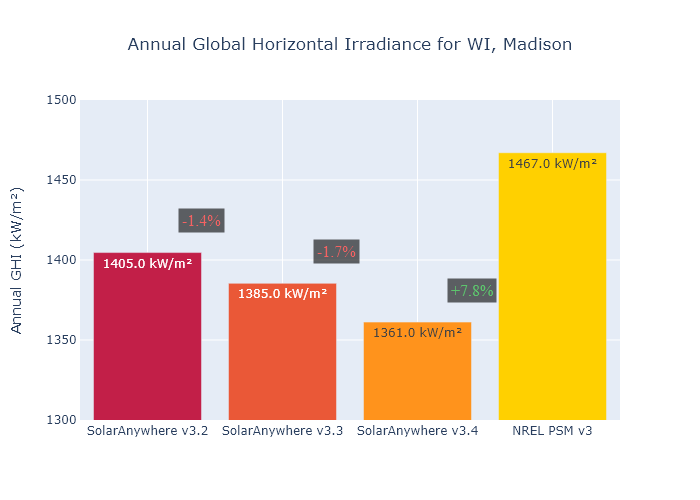 Annual Global Horizontal Irradiance for WI, Madison
Annual GHI (kW/m²)
1500
1450
1400
1350
1300
1405.0 kW/m²
1385.0 kW/m²
1361.0 kW/m²
1467.0 kW/m²
-1.4%
-1.7%
+7.8%
SolarAnywhere v3.2
SolarAnywhere v3.3
SolarAnywhere v3.4
NREL PSM v3